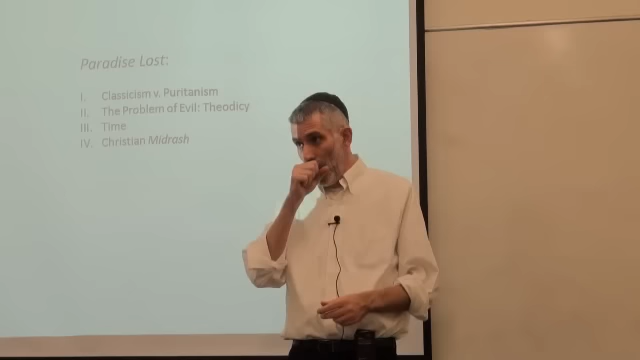 Paradise Lost:
I. Classicism v. Puritanism
II. The Problem of Evil: Theodicy
III. Time
IV. Christian Midrash